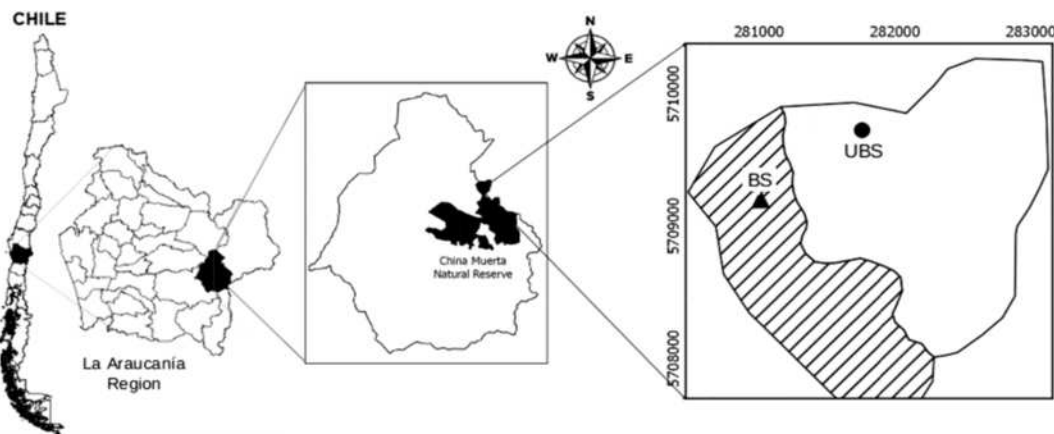 CHILE
La Araucanía
Region
China Muerta
Natural Reserve
N
W
E
S
281000
282000
283000
5710000
5709000
5708000
UBS
BS